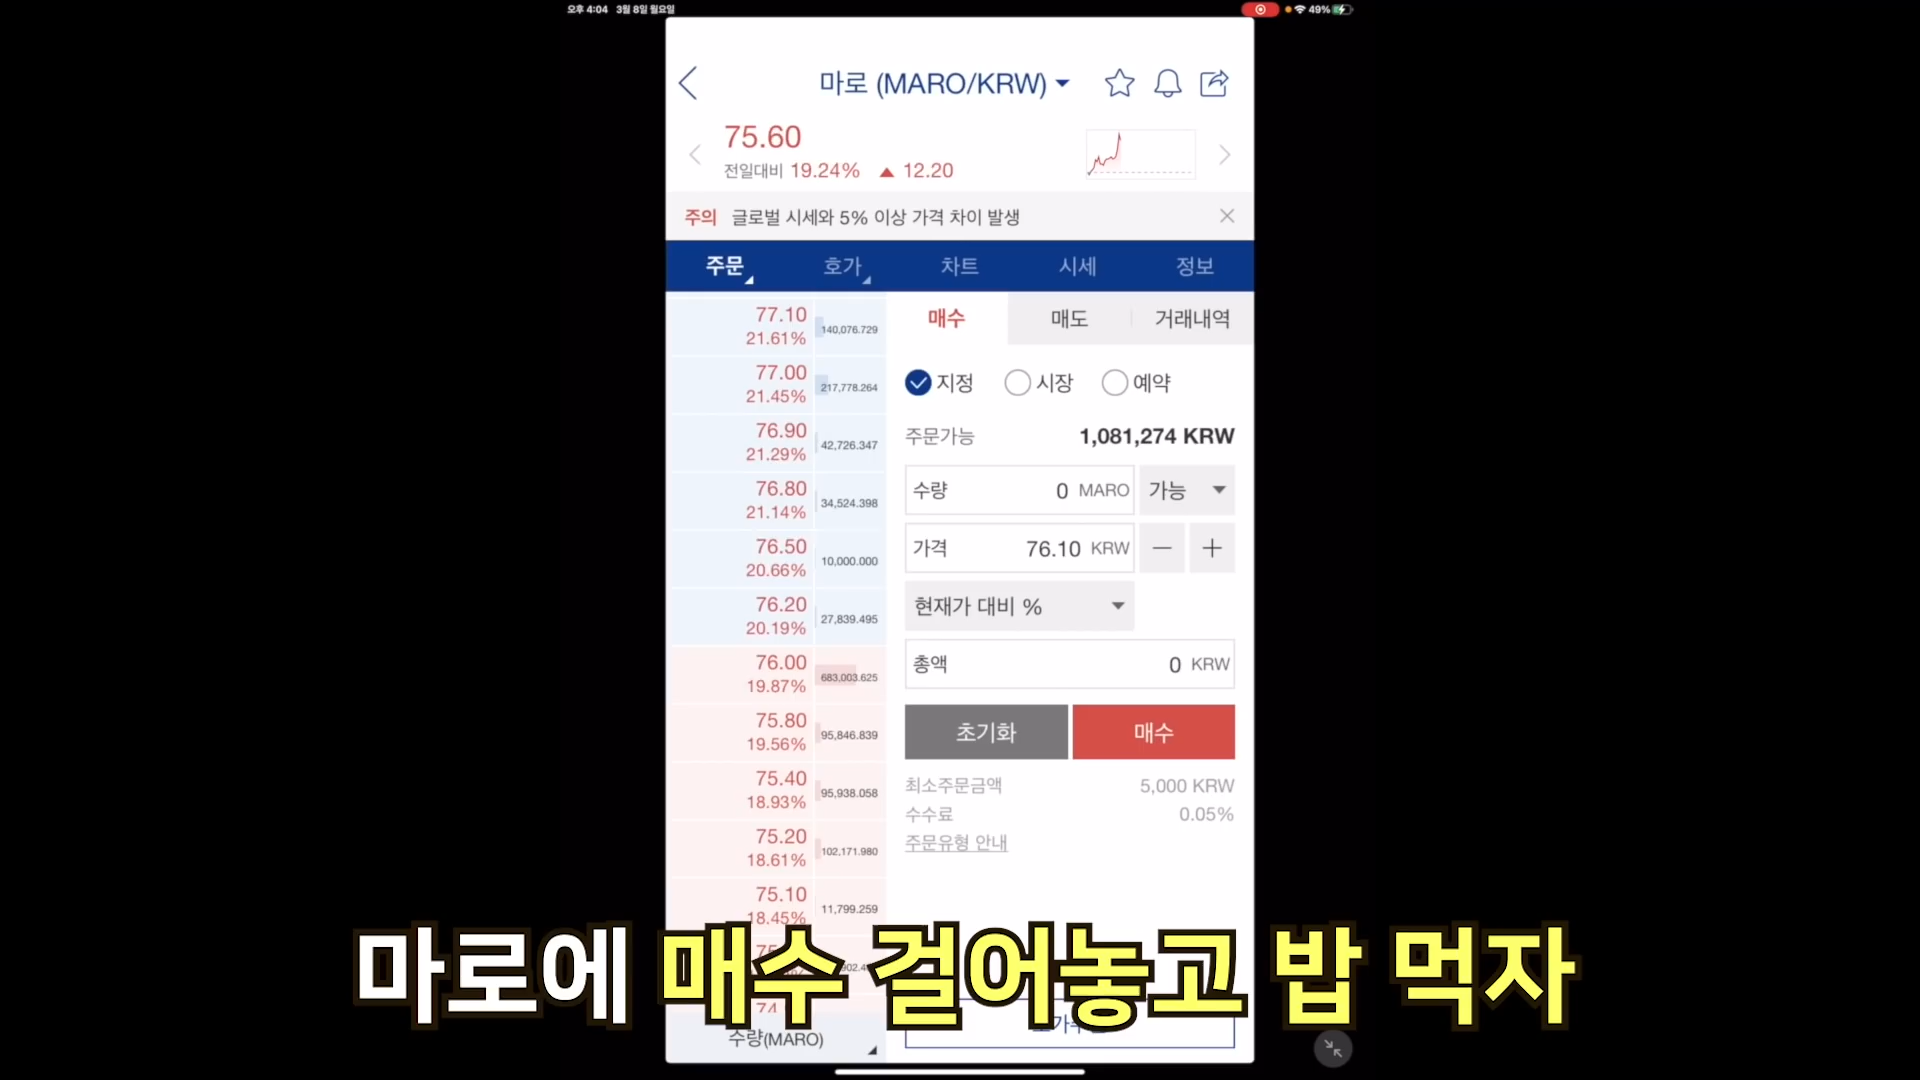 오후 4:04 3월 8일 월요일
49%
마로 (MARO/KRW)
75.60
전일대비 19.24% ▲ 12.20
주의 글로벌 시세와 5% 이상 가격 차이 발생
주문 호가 차트 시세 정보
77.10 140,076.729
21.61%
77.00 217,778.264
21.45%
76.90 42,726.347
21.29%
76.80 34,524.398
21.14%
76.50 10,000.000
20.66%
76.20 27,839.495
20.19%
76.00 683,003.625
19.87%
75.80 95,846.839
19.56%
75.40 95,938.058
18.93%
75.20 102,171.980
18.61%
75.10 11,799.259
18.45%
수량(MARO)
매수 매도 거래내역
지정 시장 예약
주문가능 1,081,274 KRW
수량 0 MARO 가능
가격 76.10 KRW － ＋
현재가 대비 %
총액 0 KRW
초기화 매수
최소주문금액 5,000 KRW
수수료 0.05%
주문유형 안내
마로에 매수 걸어놓고 밥 먹자